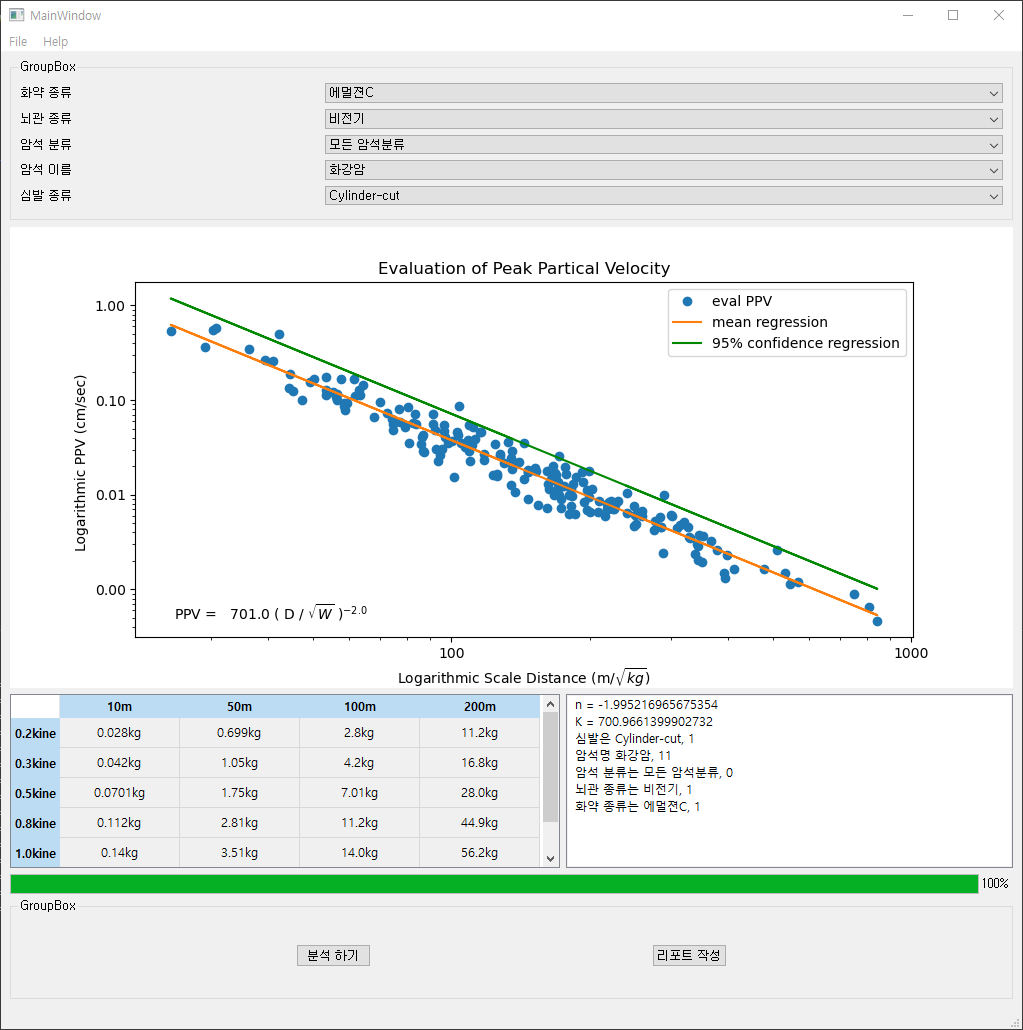 MainWindow
File Help
GroupBox
화약 종류 에멀젼C
뇌관 종류 비전기
암석 분류 모든 암석분류
암석 이름 화강암
심발 종류 Cylinder-cut
Evaluation of Peak Partical Velocity
eval PPV
mean regression
95% confidence regression
1.00
0.10
0.01
0.00
Logarithmic PPV (cm/sec)
PPV = 701.0 ( D / √W )^−2.0
100 1000
Logarithmic Scale Distance (m/√kg)
10m 50m 100m 200m
0.2kine 0.028kg 0.699kg 2.8kg 11.2kg
0.3kine 0.042kg 1.05kg 4.2kg 16.8kg
0.5kine 0.0701kg 1.75kg 7.01kg 28.0kg
0.8kine 0.112kg 2.81kg 11.2kg 44.9kg
1.0kine 0.14kg 3.51kg 14.0kg 56.2kg
n = -1.995216965675354
K = 700.9661399902732
심발은 Cylinder-cut, 1
암석명 화강암, 11
암석 분류는 모든 암석분류, 0
뇌관 종류는 비전기, 1
화약 종류는 에멀젼C, 1
100%
GroupBox
분석 하기 리포트 작성